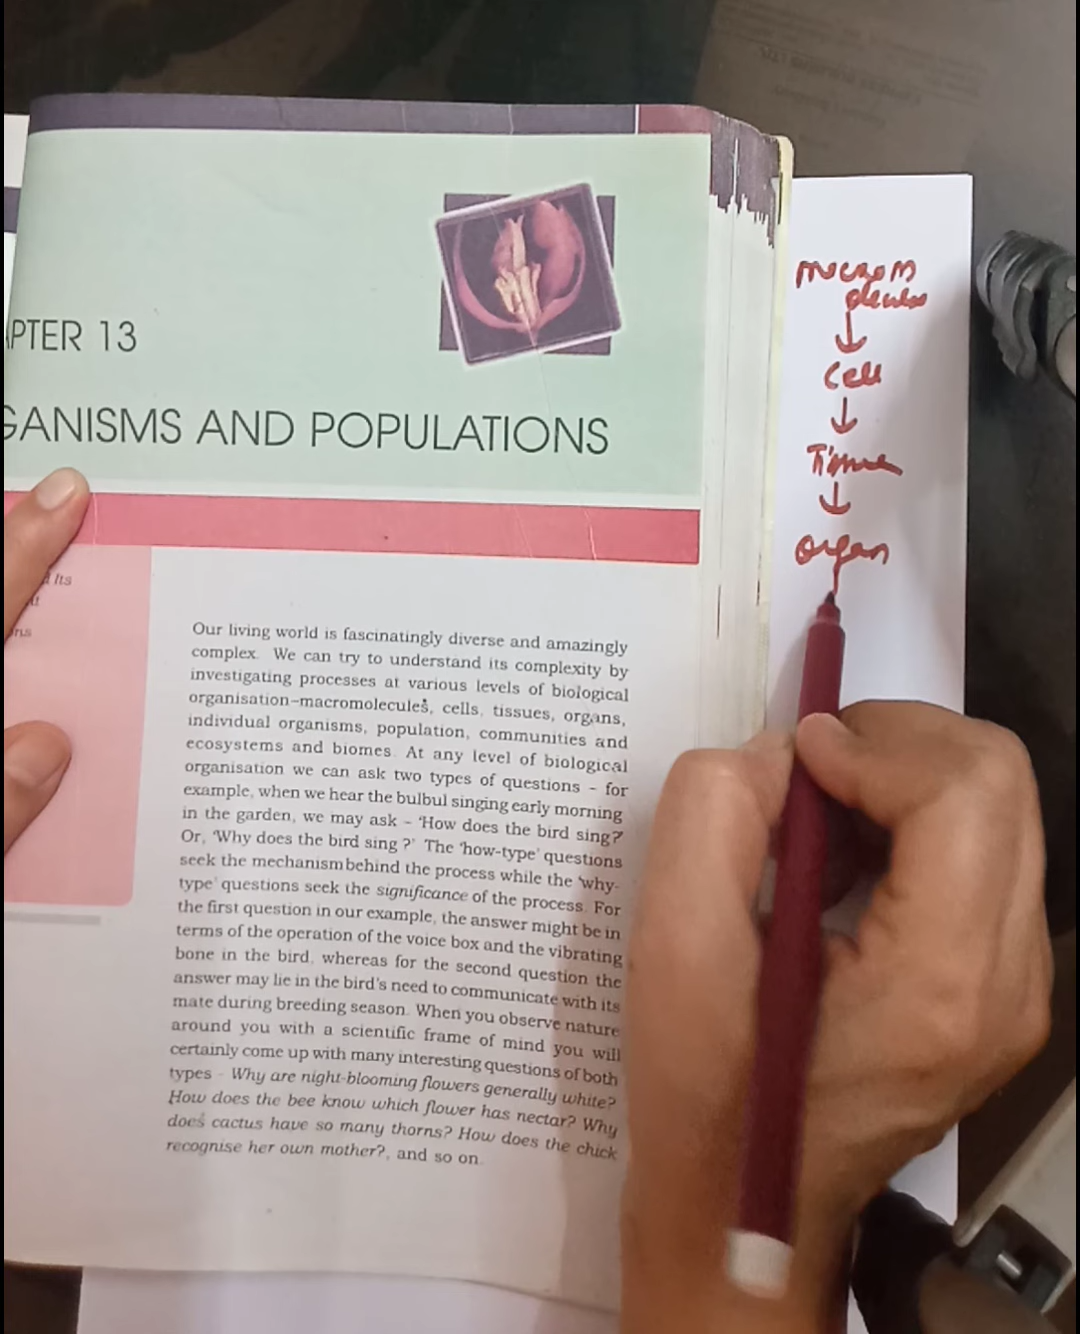 APTER 13
GANISMS AND POPULATIONS
d Its
ons
Our living world is fascinatingly diverse and amazingly
complex. We can try to understand its complexity by
investigating processes at various levels of biological
organisation–macromolecules, cells, tissues, organs,
individual organisms, population, communities and
ecosystems and biomes. At any level of biological
organisation we can ask two types of questions – for
example, when we hear the bulbul singing early morning
in the garden, we may ask – 'How does the bird sing?'
Or, 'Why does the bird sing ?' The 'how-type' questions
seek the mechanism behind the process while the 'why-
type' questions seek the significance of the process. For
the first question in our example, the answer might be in
terms of the operation of the voice box and the vibrating
bone in the bird, whereas for the second question the
answer may lie in the bird's need to communicate with its
mate during breeding season. When you observe nature
around you with a scientific frame of mind you will
certainly come up with many interesting questions of both
types - Why are night-blooming flowers generally white?
How does the bee know which flower has nectar? Why
does cactus have so many thorns? How does the chick
recognise her own mother?, and so on.
Cell
Tissue
organ